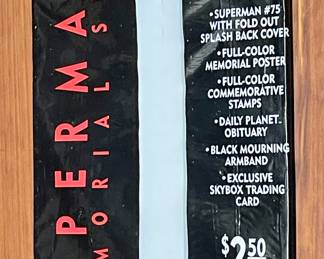 PERMA
MORIALS
•SUPERMAN #75
WITH FOLD OUT
SPLASH BACK COVER
•FULL-COLOR
MEMORIAL POSTER
•FULL-COLOR
COMMEMORATIVE
STAMPS
•DAILY PLANET
OBITUARY
•BLACK MOURNING
ARMBAND
•EXCLUSIVE
SKYBOX TRADING
CARD
$2.50